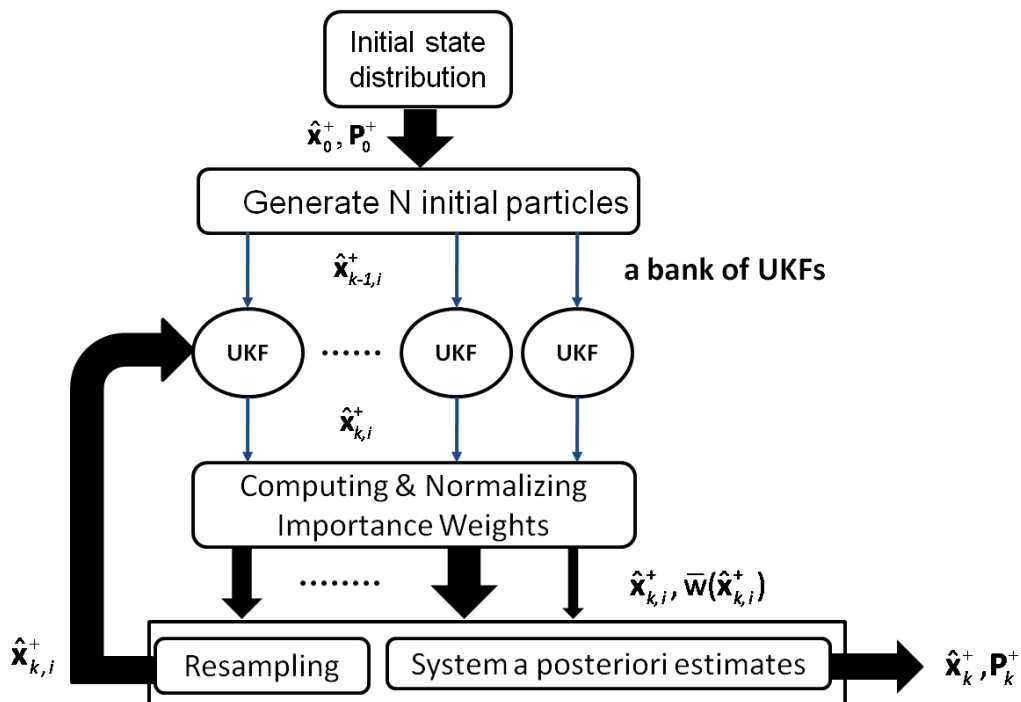 Initial state
distribution
x̂₀⁺, P₀⁺
Generate N initial particles
x̂ₖ₋₁,ᵢ⁺
a bank of UKFs
UKF ...... UKF UKF
x̂ₖ,ᵢ⁺
Computing & Normalizing
Importance Weights
........
x̂ₖ,ᵢ⁺, w̅(x̂ₖ,ᵢ⁺)
x̂ₖ,ᵢ⁺
Resampling
System a posteriori estimates
x̂ₖ⁺, Pₖ⁺